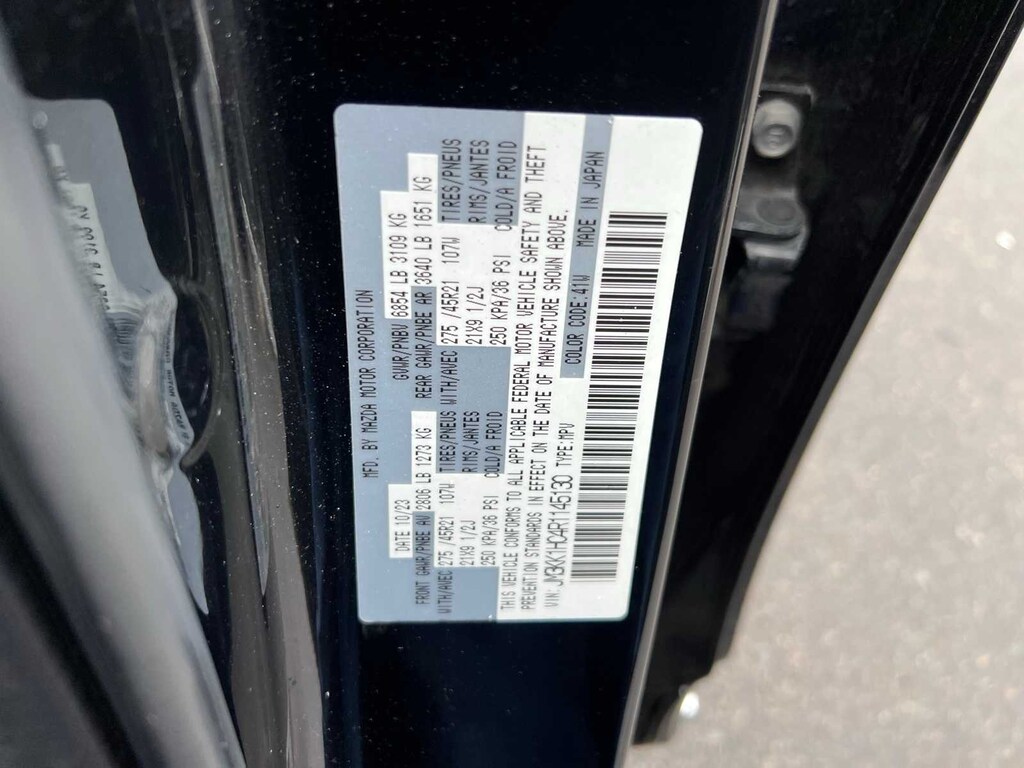 MFD. BY MAZDA MOTOR CORPORATION
DATE 10/23 GVWR/PNBV 6854 LB 3109 KG
FRONT GAWR/PNBE AV 2806 LB 1273 KG REAR GAWR/PNBE AR 3640 LB 1651 KG
WITH/AVEC 275 /45R21 107W TIRES/PNEUS WITH/AVEC 275 /45R21 107W TIRES/PNEUS
21X9 1/2J RIMS/JANTES 21X9 1/2J RIMS/JANTES
250 KPA/36 PSI COLD/A FROID 250 KPA/36 PSI COLD/A FROID
THIS VEHICLE CONFORMS TO ALL APPLICABLE FEDERAL MOTOR VEHICLE SAFETY AND THEFT
PREVENTION STANDARDS IN EFFECT ON THE DATE OF MANUFACTURE SHOWN ABOVE.
VIN: JM3KK1HC4R1145130 TYPE:MPV COLOR CODE:41W MADE IN JAPAN